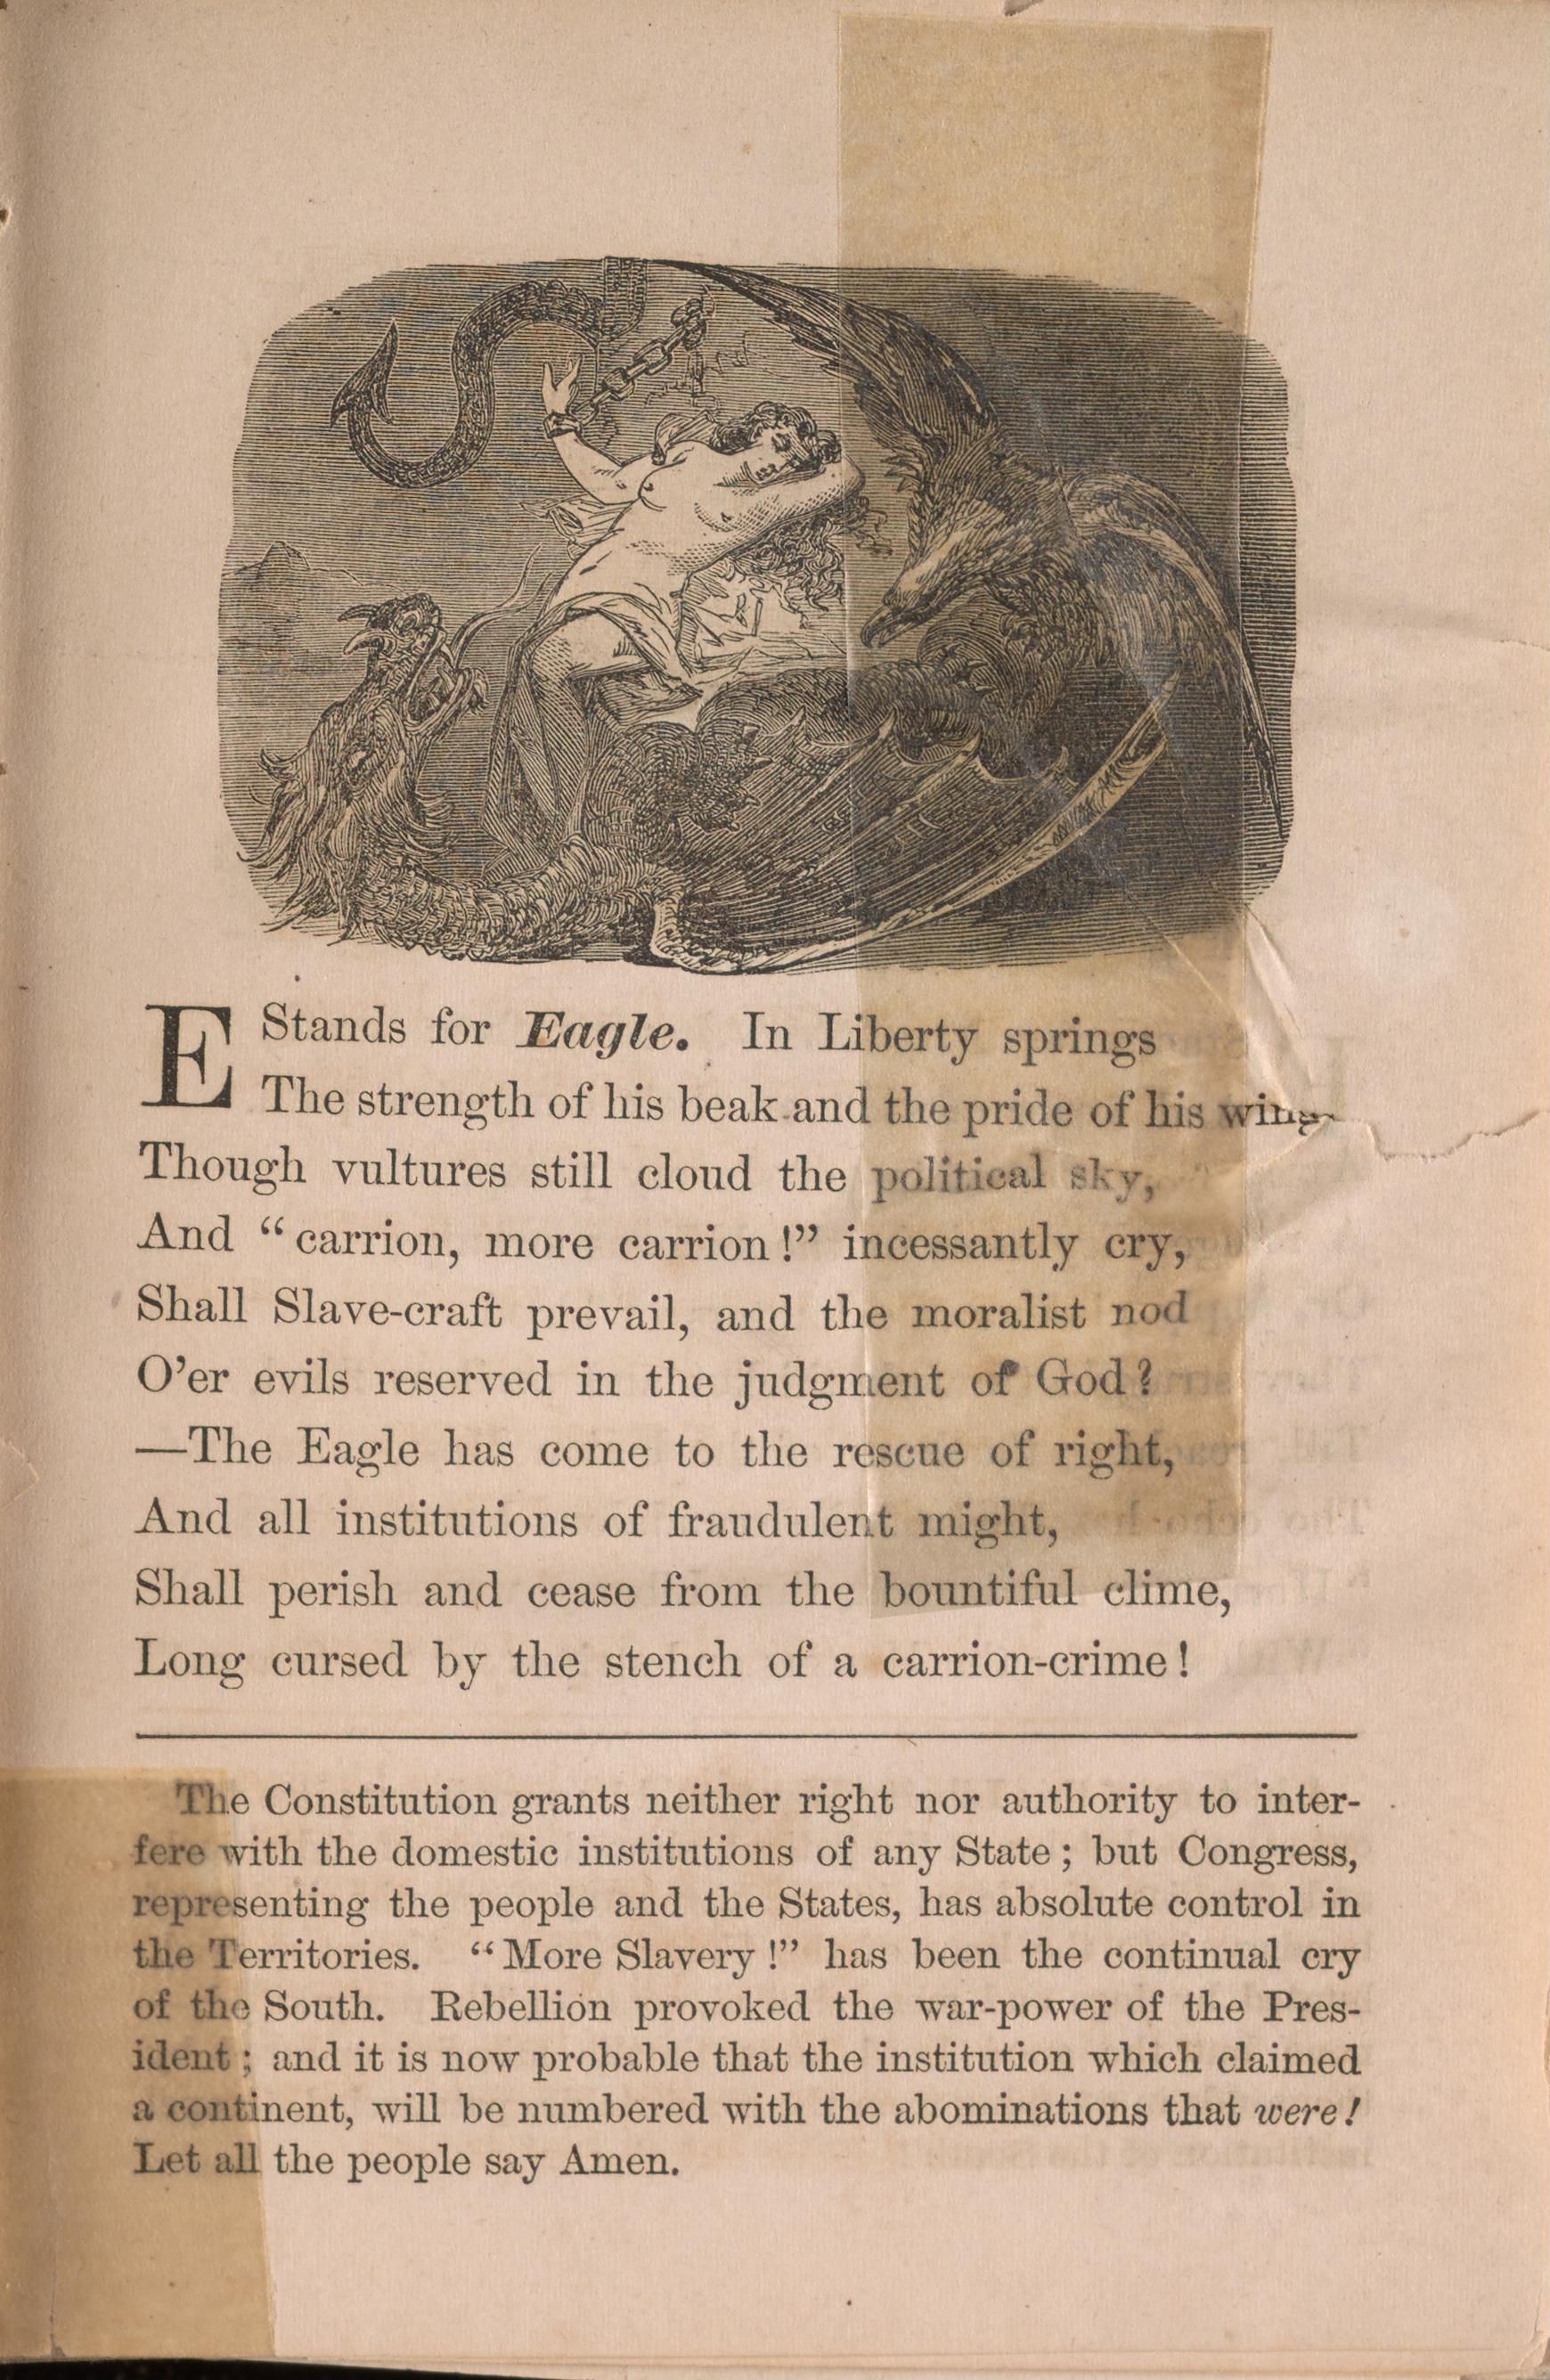 E Stands for Eagle. In Liberty springs
The strength of his beak and the pride of his wings
Though vultures still cloud the political sky,
And “carrion, more carrion!” incessantly cry,
Shall Slave-craft prevail, and the moralist nod
O’er evils reserved in the judgment of God?
—The Eagle has come to the rescue of right,
And all institutions of fraudulent might,
Shall perish and cease from the bountiful clime,
Long cursed by the stench of a carrion-crime!
The Constitution grants neither right nor authority to inter-
fere with the domestic institutions of any State; but Congress,
representing the people and the States, has absolute control in
the Territories. “More Slavery!” has been the continual cry
of the South. Rebellion provoked the war-power of the Pres-
ident; and it is now probable that the institution which claimed
a continent, will be numbered with the abominations that were!
Let all the people say Amen.